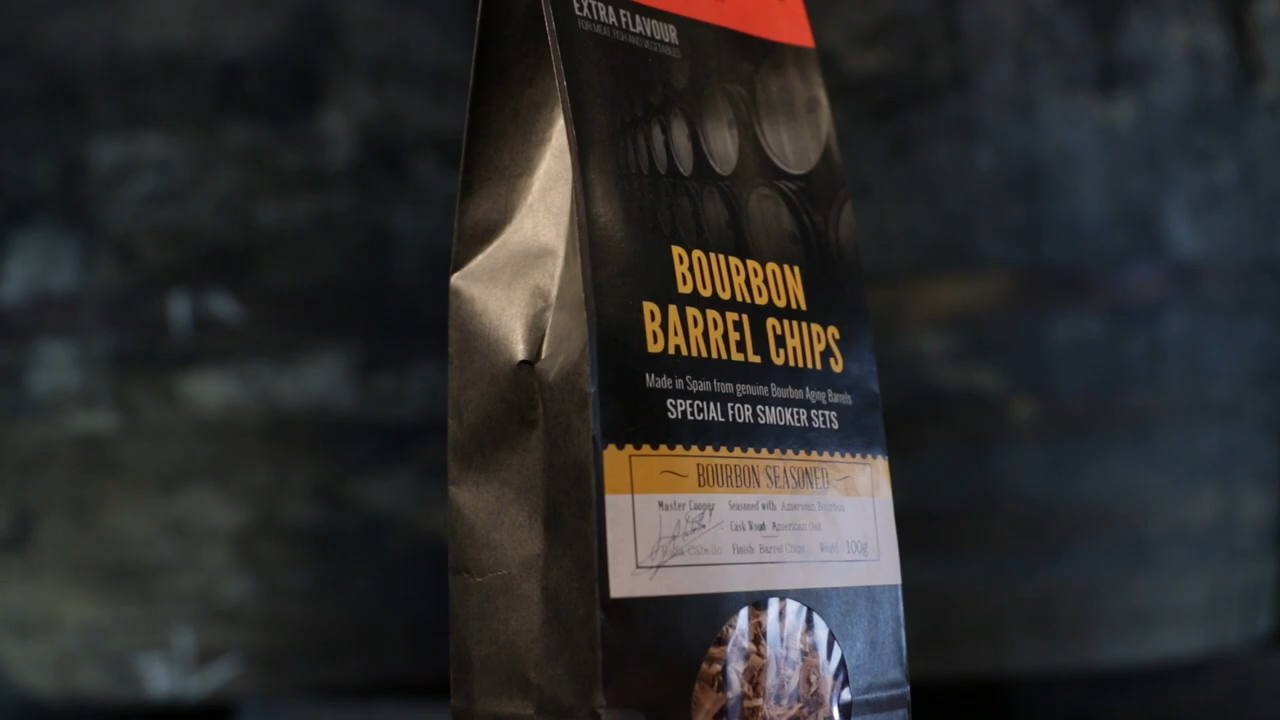 EXTRA FLAVOUR
FOR MEAT, FISH AND VEGETABLES
BOURBON
BARREL CHIPS
Made in Spain from genuine Bourbon Aging Barrels
SPECIAL FOR SMOKER SETS
BOURBON SEASONED
Master Cooper Seasoned with American Bourbon
Cask Wood American Oak
Finish Barrel Chips Weight 100g